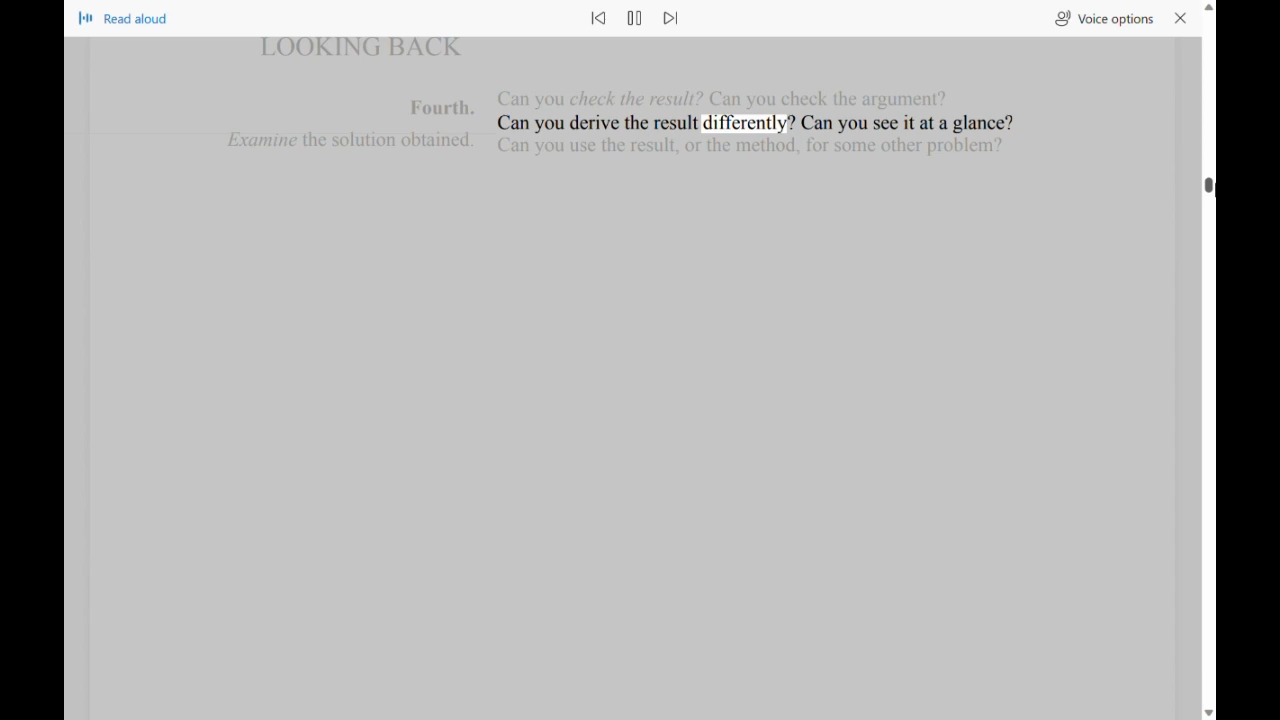 Read aloud
Voice options
LOOKING BACK
Fourth.
Examine the solution obtained.
Can you check the result? Can you check the argument?
Can you derive the result differently? Can you see it at a glance?
Can you use the result, or the method, for some other problem?